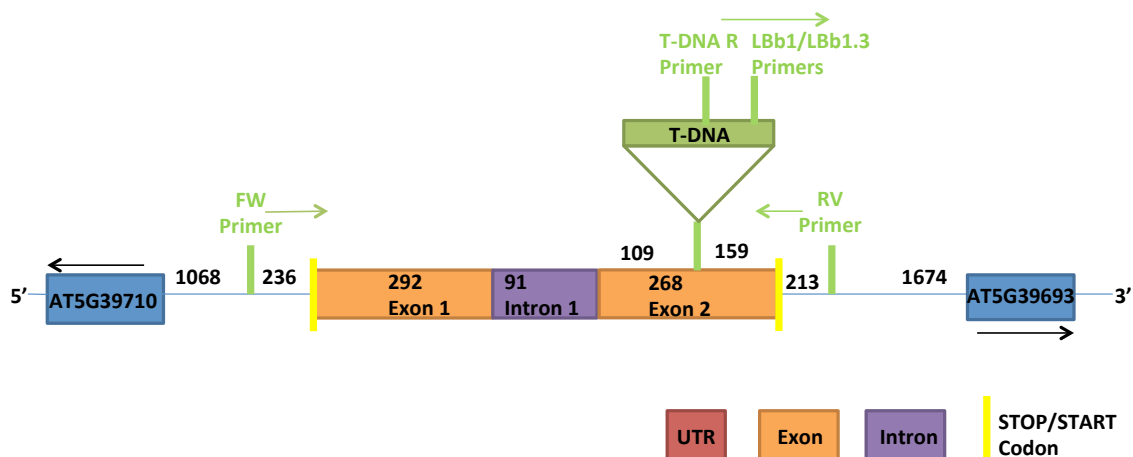 T-DNA R LBb1/LBb1.3
Primer Primers
T-DNA
FW
Primer
RV
Primer
109 159
5’ AT5G39710 1068 236 292 91 268 213 1674 AT5G39693 3’
Exon 1 Intron 1 Exon 2
UTR Exon Intron STOP/START
Codon